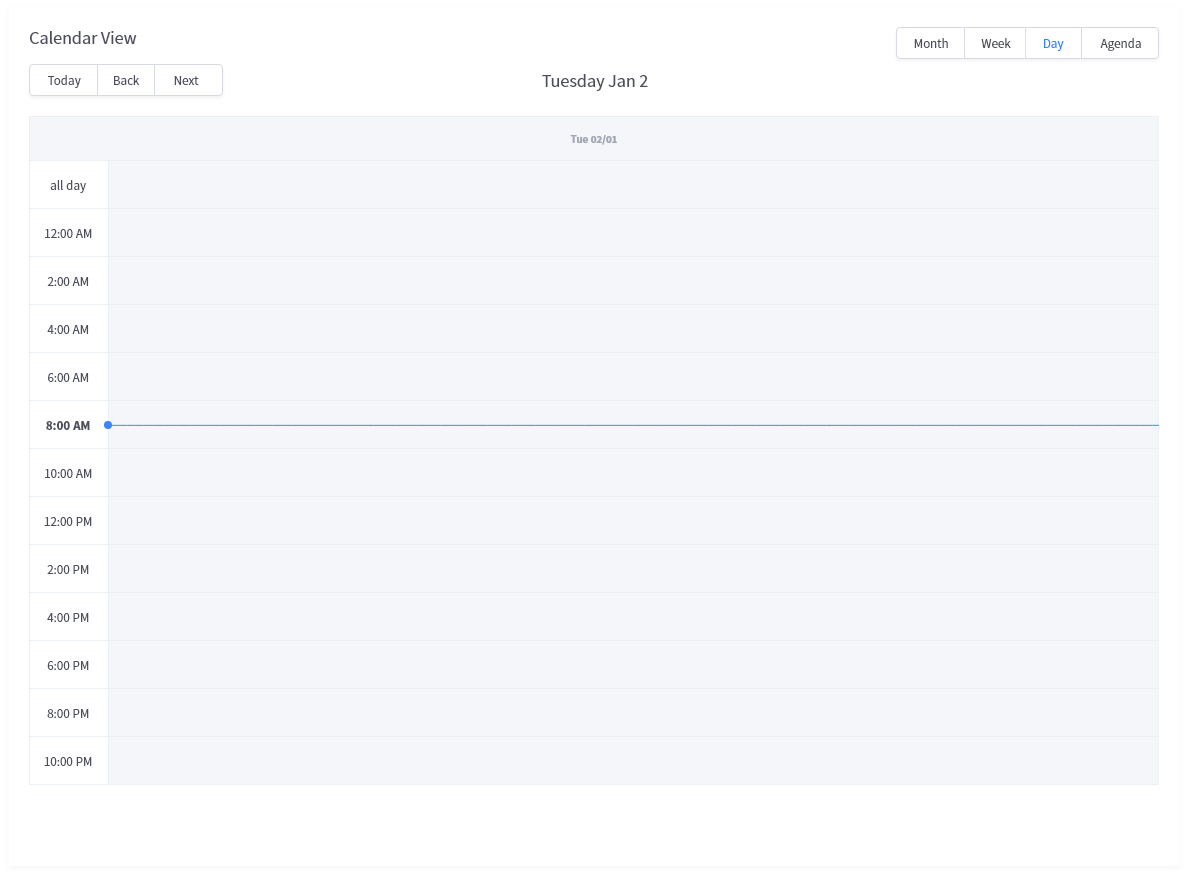 Calendar View
Month Week Day Agenda
Today Back Next
Tuesday Jan 2
Tue 02/01
all day
12:00 AM
2:00 AM
4:00 AM
6:00 AM
8:00 AM
10:00 AM
12:00 PM
2:00 PM
4:00 PM
6:00 PM
8:00 PM
10:00 PM